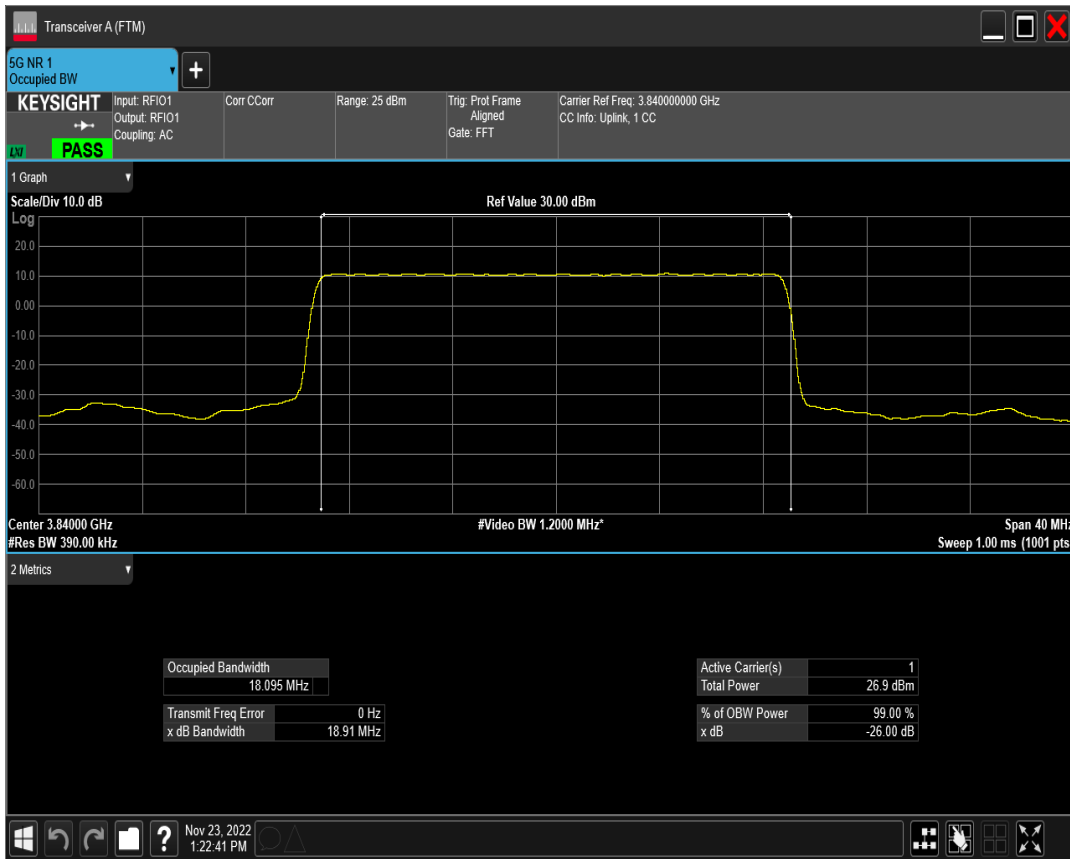 Transceiver A (FTM)
5G NR 1
Occupied BW
+
KEYSIGHT
LXI
PASS
Input: RFIO1
Output: RFIO1
Coupling: AC
Corr CCorr
Range: 25 dBm
Trig: Prot Frame
Aligned
Gate: FFT
Carrier Ref Freq: 3.840000000 GHz
CC Info: Uplink, 1 CC
1 Graph
Scale/Div 10.0 dB
Ref Value 30.00 dBm
Log
20.0
10.0
0.00
-10.0
-20.0
-30.0
-40.0
-50.0
-60.0
Center 3.84000 GHz
#Video BW 1.2000 MHz*
Span 40 MHz
#Res BW 390.00 kHz
Sweep 1.00 ms (1001 pts
2 Metrics
Occupied Bandwidth
18.095 MHz
Transmit Freq Error 0 Hz
x dB Bandwidth 18.91 MHz
Active Carrier(s) 1
Total Power 26.9 dBm
% of OBW Power 99.00 %
x dB -26.00 dB
?
Nov 23, 2022
1:22:41 PM